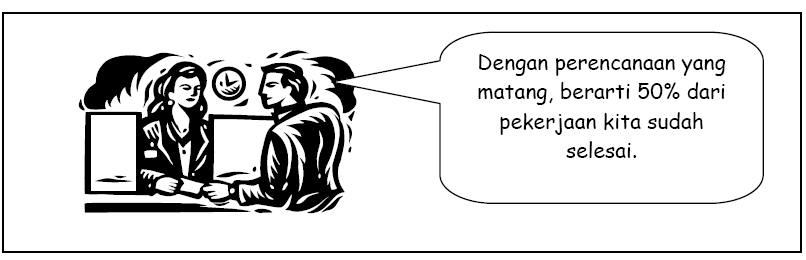 Dengan perencanaan yang
matang, berarti 50% dari
pekerjaan kita sudah
selesai.